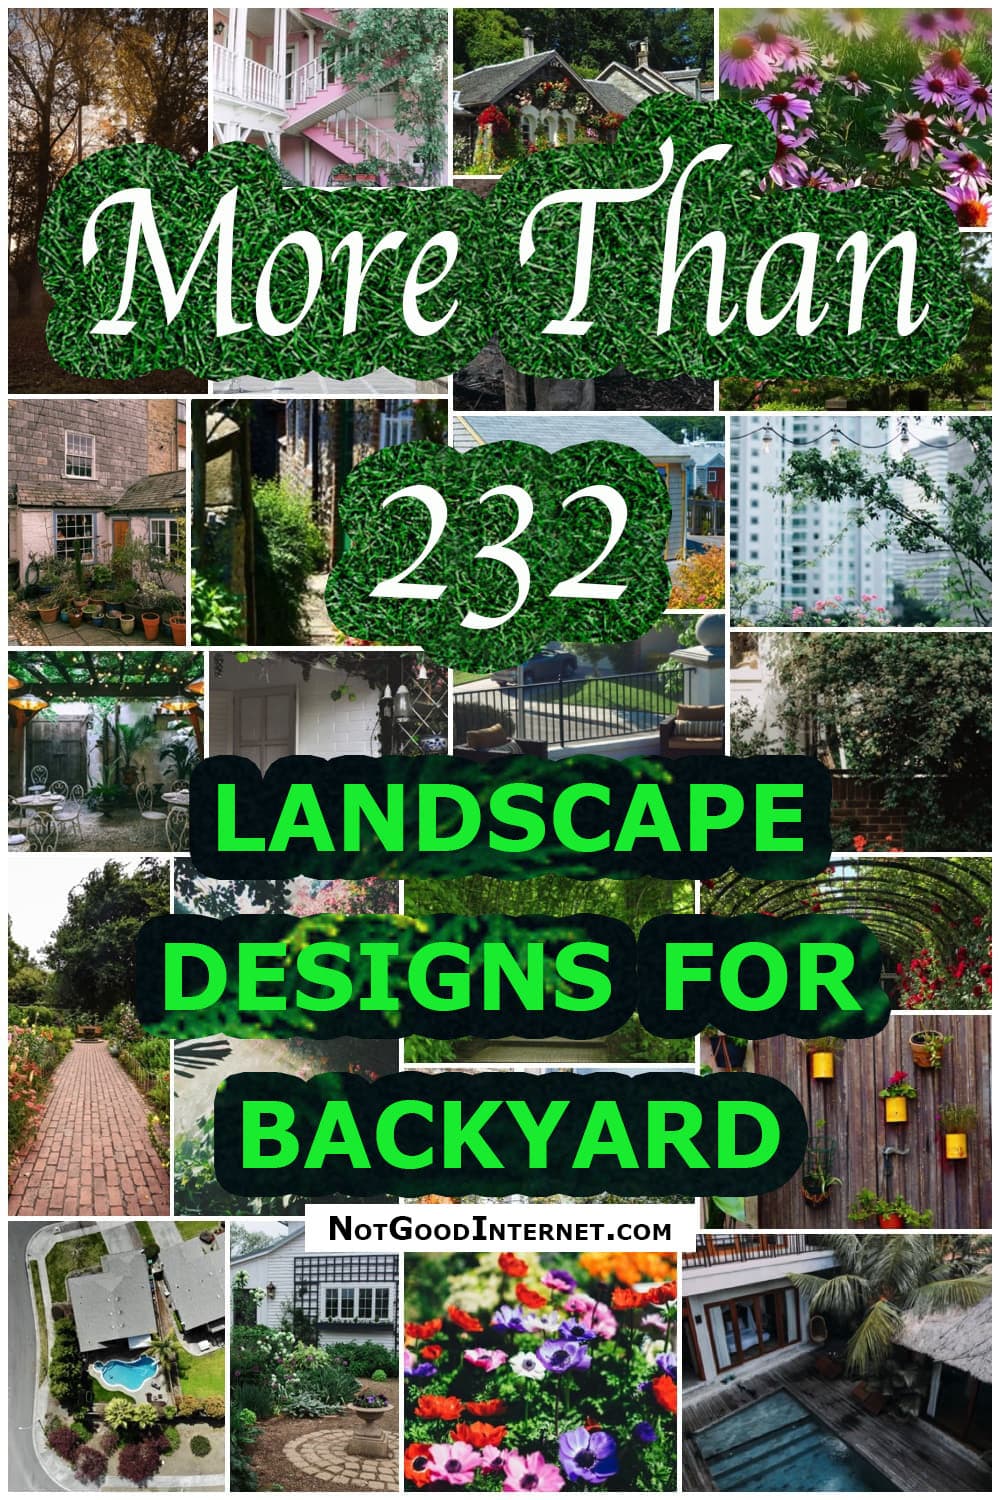 More Than
232
LANDSCAPE
DESIGNS FOR
BACKYARD
NotGoodInternet.com